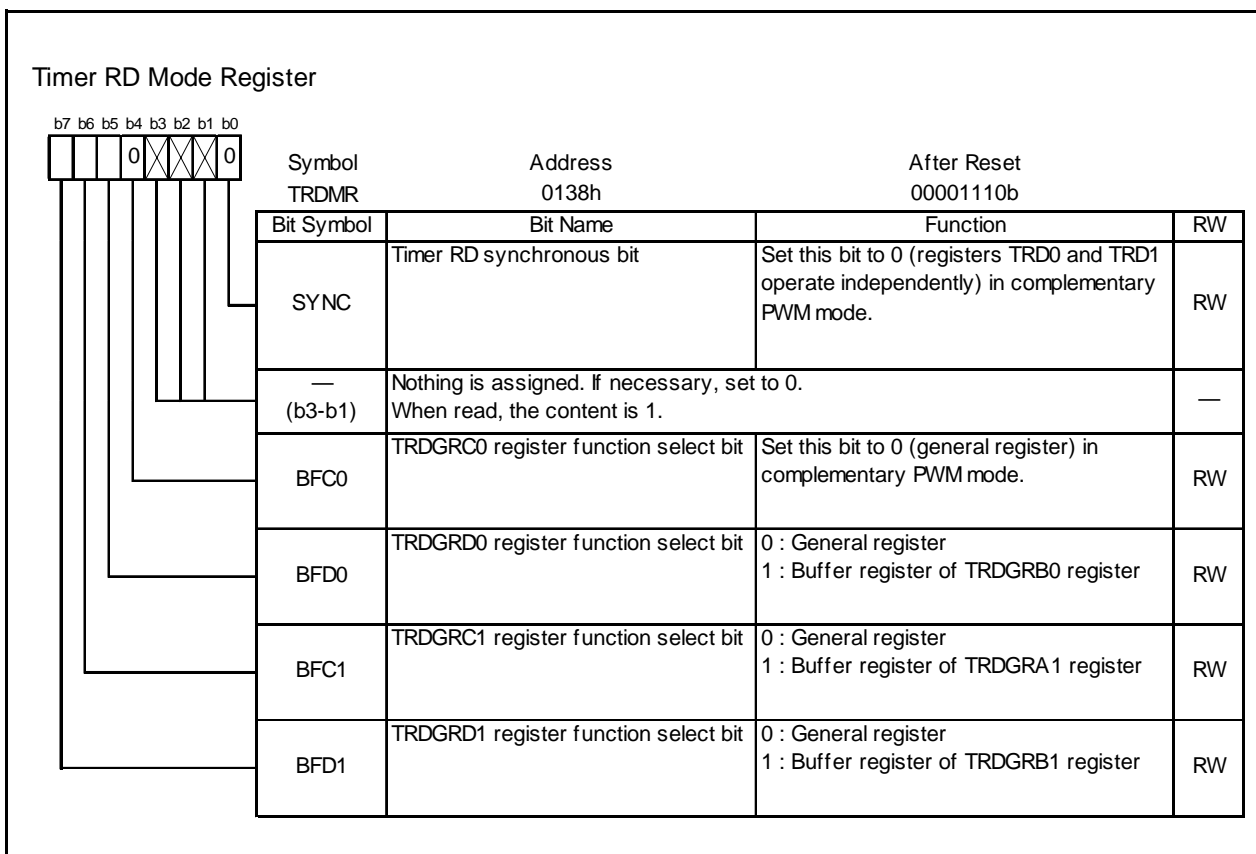 Timer RD Mode Register
b7 b6 b5 b4 b3 b2 b1 b0
0 0
Symbol Address After Reset
TRDMR 0138h 00001110b
Bit Symbol Bit Name Function RW
SYNC Timer RD synchronous bit Set this bit to 0 (registers TRD0 and TRD1
operate independently) in complementary
PWM mode. RW
— Nothing is assigned. If necessary, set to 0.
(b3-b1) When read, the content is 1. —
BFC0 TRDGRC0 register function select bit Set this bit to 0 (general register) in
complementary PWM mode. RW
BFD0 TRDGRD0 register function select bit 0 : General register
1 : Buffer register of TRDGRB0 register RW
BFC1 TRDGRC1 register function select bit 0 : General register
1 : Buffer register of TRDGRA1 register RW
BFD1 TRDGRD1 register function select bit 0 : General register
1 : Buffer register of TRDGRB1 register RW